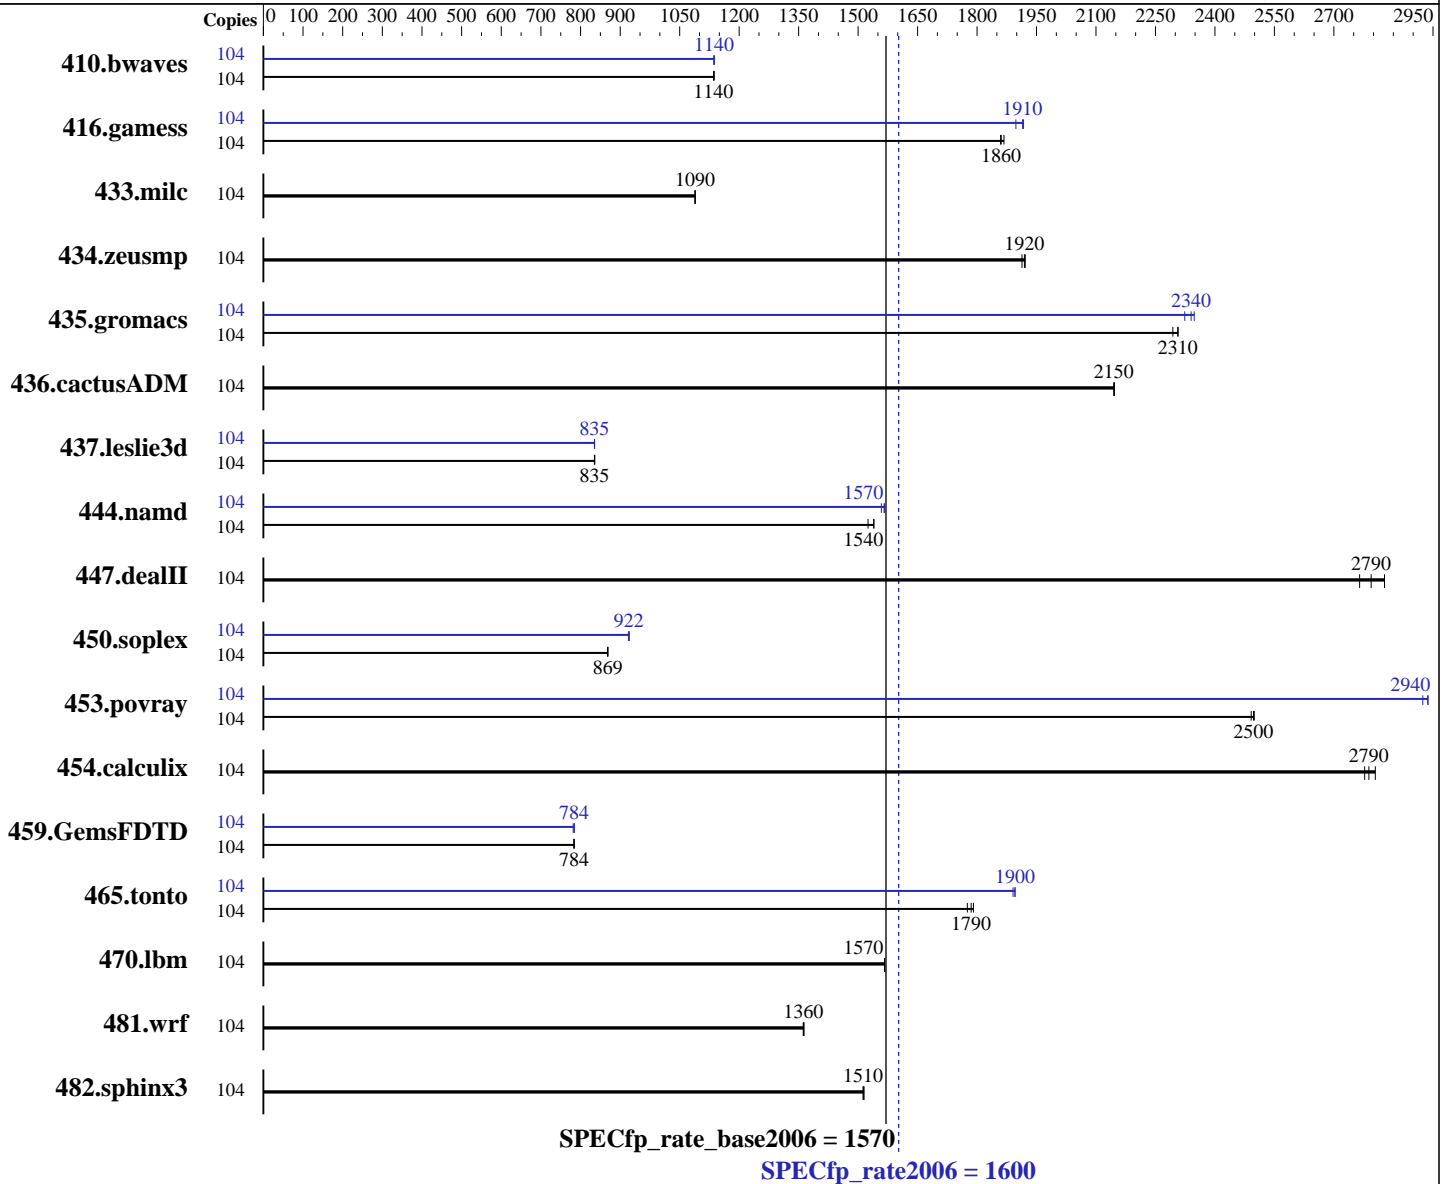 Copies 0 100 200 300 400 500 600 700 800 900 1050 1200 1350 1500 1650 1800 1950 2100 2250 2400 2550 2700 2950
410.bwaves 104 1140
104 1140
416.gamess 104 1910
104 1860
433.milc 104 1090
434.zeusmp 104 1920
435.gromacs 104 2340
104 2310
436.cactusADM 104 2150
437.leslie3d 104 835
104 835
444.namd 104 1570
104 1540
447.dealII 104 2790
450.soplex 104 922
104 869
453.povray 104 2940
104 2500
454.calculix 104 2790
459.GemsFDTD 104 784
104 784
465.tonto 104 1900
104 1790
470.lbm 104 1570
481.wrf 104 1360
482.sphinx3 104 1510
SPECfp_rate_base2006 = 1570
SPECfp_rate2006 = 1600